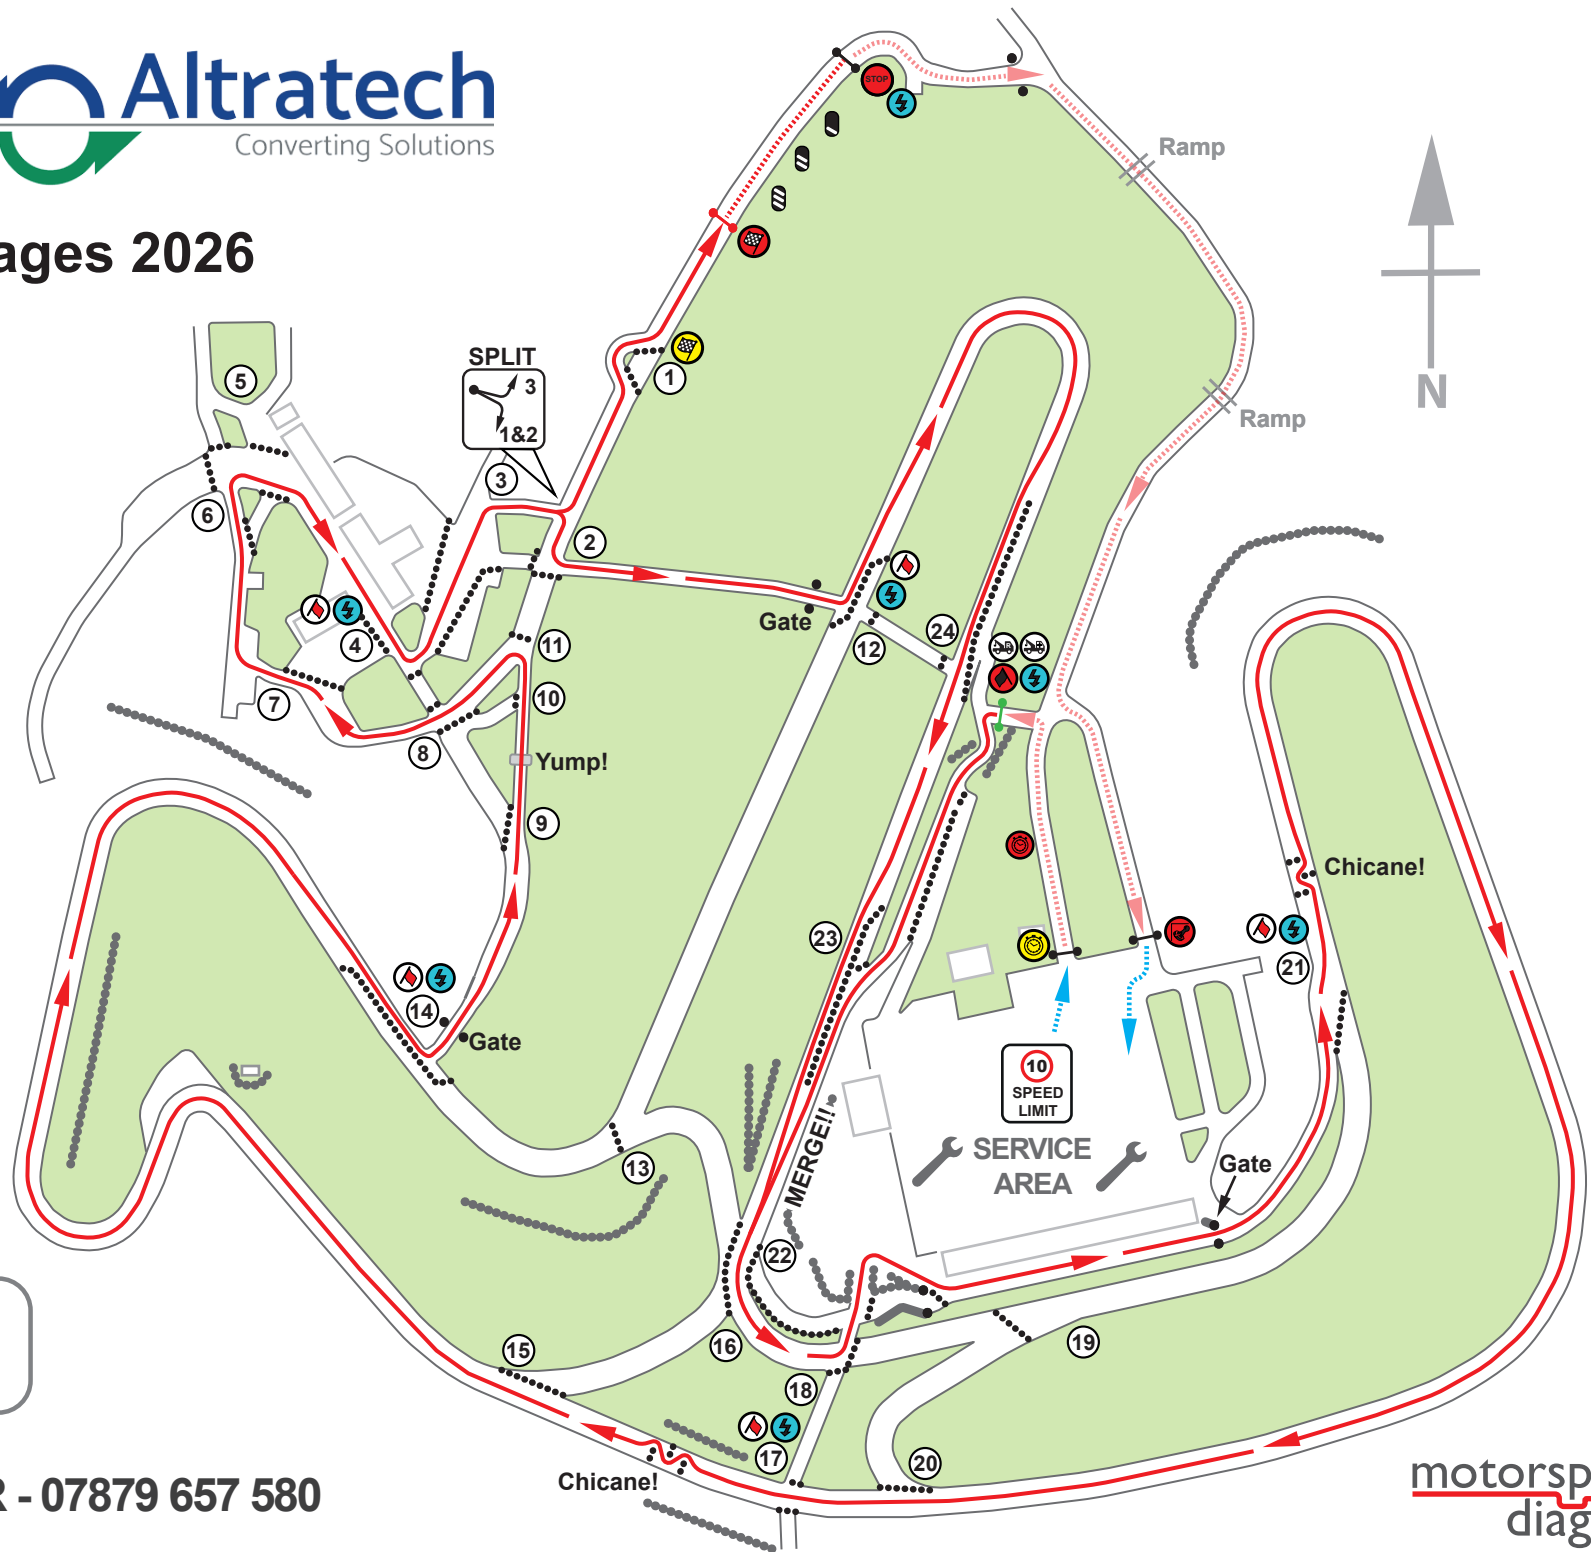 Altratech
Converting Solutions
ages 2026
STOP
Ramp
N
Ramp
SPLIT
3
1&2
1
5
3
2
6
4
7
Gate
12
24
11
10
8
Yump!
9
Chicane!
23
21
14
Gate
10
SPEED
LIMIT
SERVICE
AREA
MERGE!!
Gate
13
22
15
16
19
18
17
20
Chicane!
R - 07879 657 580
motorsp
diag